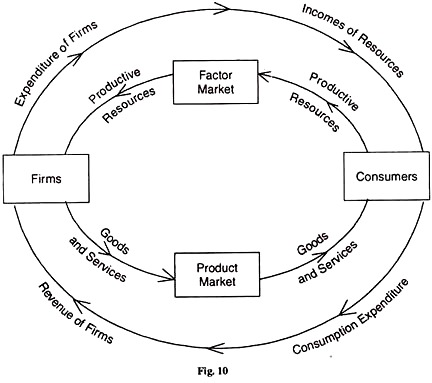 Expenditure of Firms
Incomes of Resources
Productive
Resources
Factor
Market
Productive
Resources
Firms
Consumers
Goods
and Services
Product
Market
Goods
and Services
Revenue of Firms
Consumption Expenditure
Fig. 10